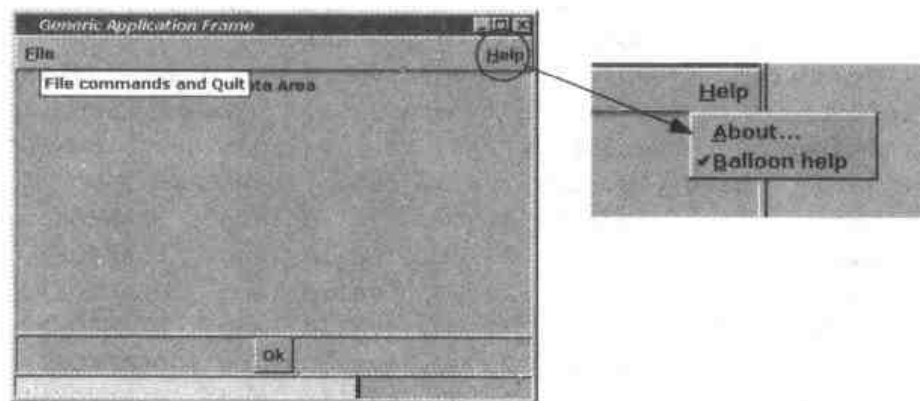 Generic Application Frame
File
Help
File commands and Quit ta Area
Ok
Help
About...
✔Balloon help